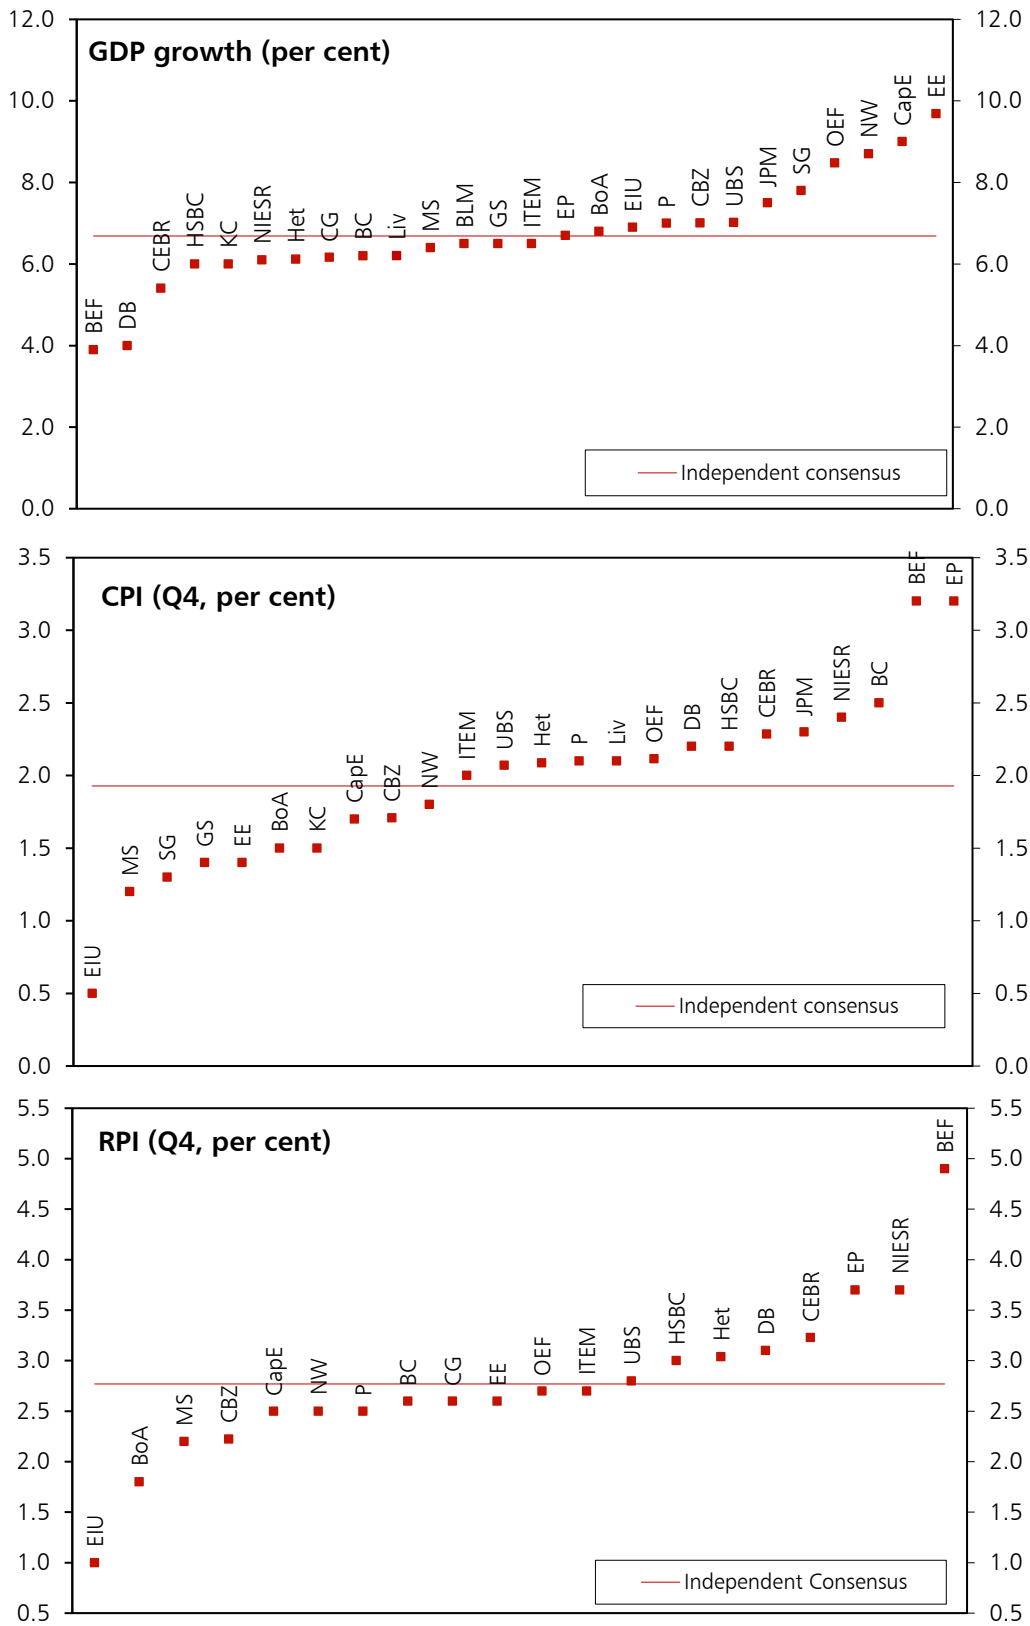 GDP growth (per cent)
12.0 12.0
10.0 10.0
8.0 8.0
6.0 6.0
4.0 4.0
2.0 2.0
0.0 0.0
BEF DB CEBR HSBC KC NIESR Het CG BC Liv MS BLM GS ITEM EP BoA EIU P CBZ UBS JPM SG OEF NW CapE EE
Independent consensus
CPI (Q4, per cent)
3.5 3.5
3.0 3.0
2.5 2.5
2.0 2.0
1.5 1.5
1.0 1.0
0.5 0.5
0.0 0.0
EIU MS SG GS EE BoA KC CapE CBZ NW ITEM UBS Het P Liv OEF DB HSBC CEBR JPM NIESR BC BEF EP
Independent consensus
RPI (Q4, per cent)
5.5 5.5
5.0 5.0
4.5 4.5
4.0 4.0
3.5 3.5
3.0 3.0
2.5 2.5
2.0 2.0
1.5 1.5
1.0 1.0
0.5 0.5
EIU BoA MS CBZ CapE NW P BC CG EE OEF ITEM UBS HSBC Het DB CEBR EP NIESR BEF
Independent Consensus